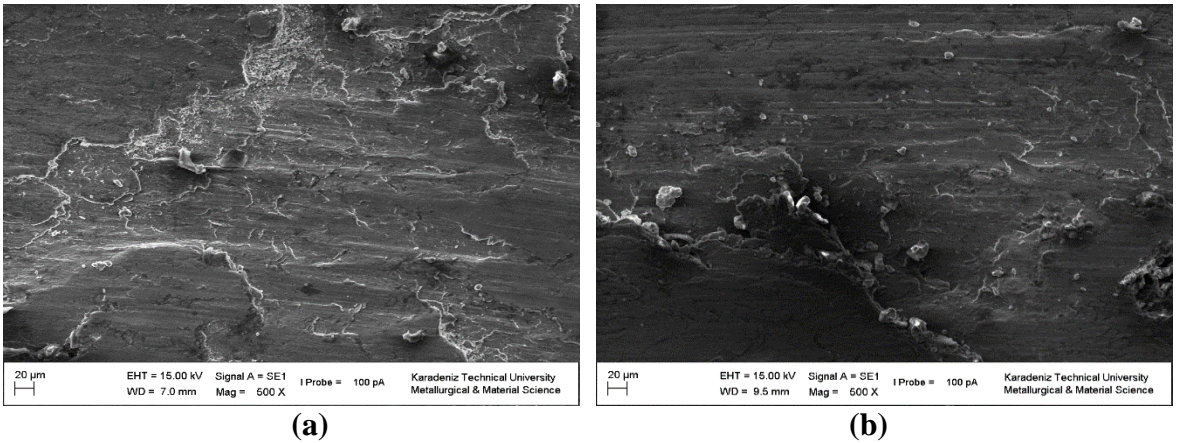 20 µm
EHT = 15.00 kV
WD = 7.0 mm
Signal A = SE1
Mag = 500 X
I Probe = 100 pA
Karadeniz Technical University
Metallurgical & Material Science
20 µm
EHT = 15.00 kV
WD = 9.5 mm
Signal A = SE1
Mag = 500 X
I Probe = 100 pA
Karadeniz Technical University
Metallurgical & Material Science
(a)
(b)